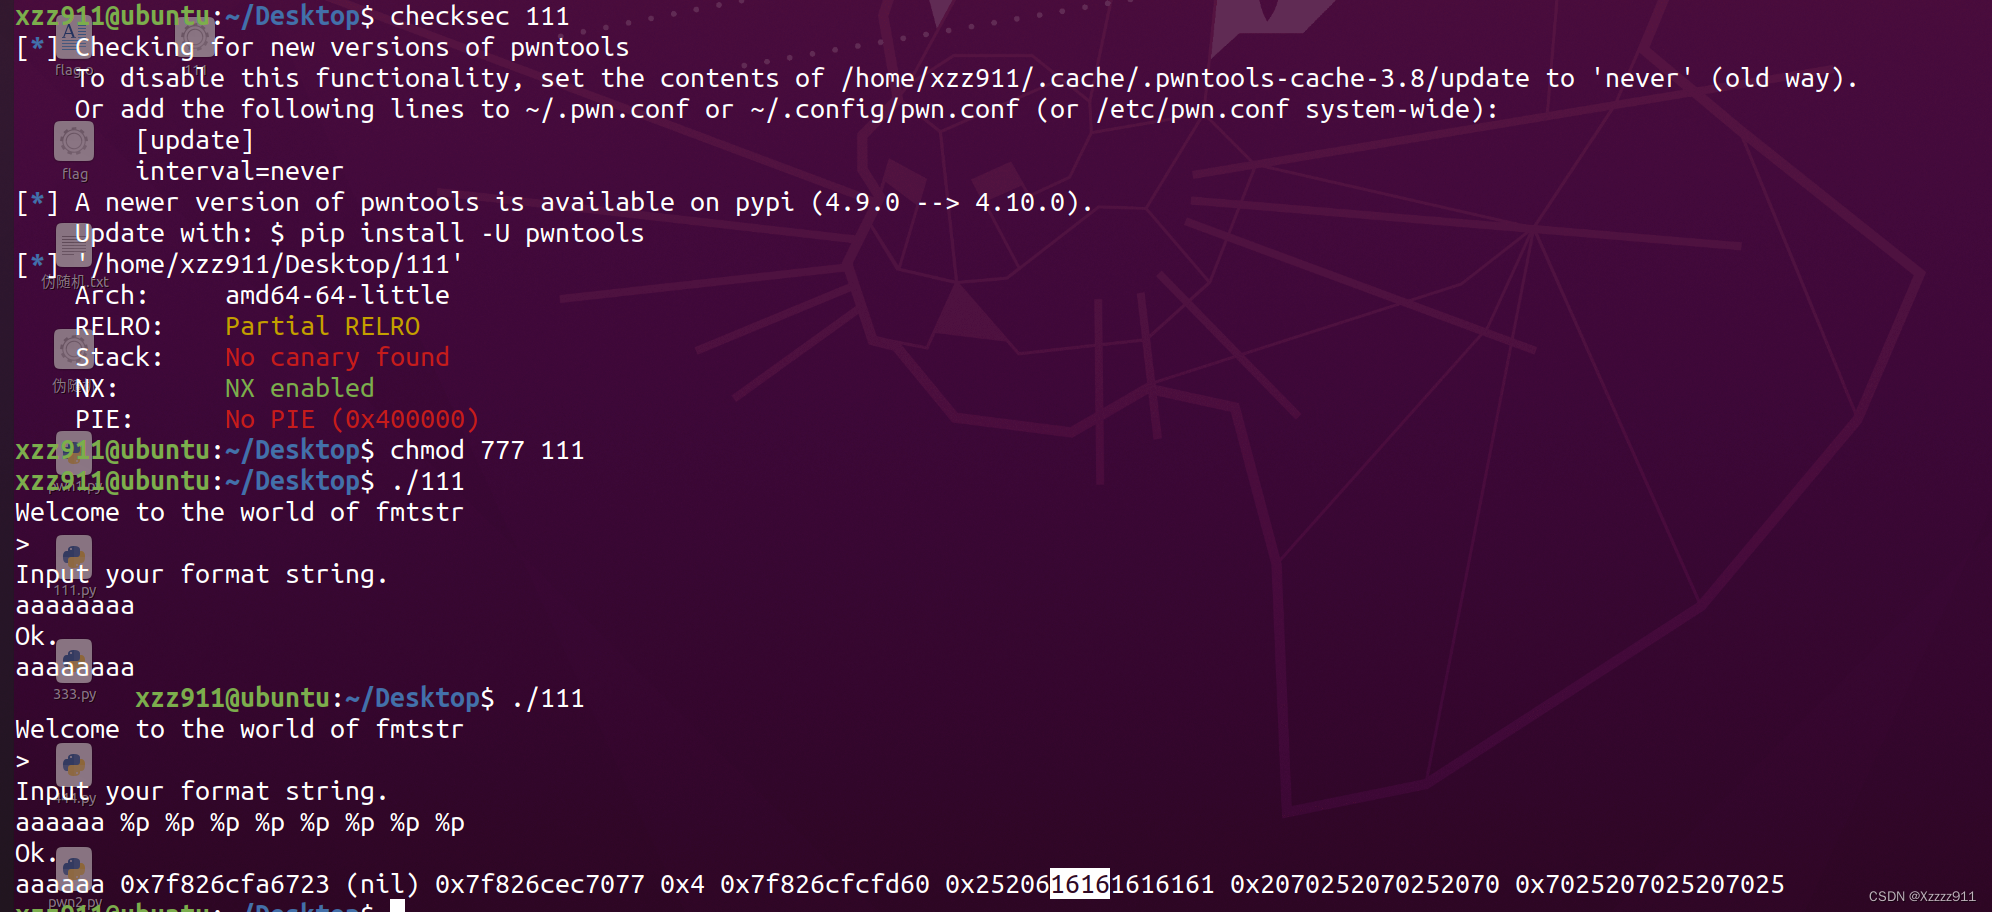 xzz911@ubuntu:~/Desktop$ checksec 111
[*] Checking for new versions of pwntools
To disable this functionality, set the contents of /home/xzz911/.cache/.pwntools-cache-3.8/update to 'never' (old way).
Or add the following lines to ~/.pwn.conf or ~/.config/pwn.conf (or /etc/pwn.conf system-wide):
[update]
interval=never
[*] A newer version of pwntools is available on pypi (4.9.0 --> 4.10.0).
Update with: $ pip install -U pwntools
[*] '/home/xzz911/Desktop/111'
Arch: amd64-64-little
RELRO: Partial RELRO
Stack: No canary found
NX: NX enabled
PIE: No PIE (0x400000)
xzz911@ubuntu:~/Desktop$ chmod 777 111
xzz911@ubuntu:~/Desktop$ ./111
Welcome to the world of fmtstr
>
Input your format string.
aaaaaaaa
Ok.
aaaaaaaa
xzz911@ubuntu:~/Desktop$ ./111
Welcome to the world of fmtstr
>
Input your format string.
aaaaaa %p %p %p %p %p %p %p %p
Ok.
aaaaaa 0x7f826cfa6723 (nil) 0x7f826cec7077 0x4 0x7f826cfcfd60 0x2520616161616161 0x2070252070252070 0x7025207025207025
xzz911@ubuntu:~/Desktop$
flag
伪随机.txt
111.py
333.py
pwn2.py
CSDN @Xzzzz911